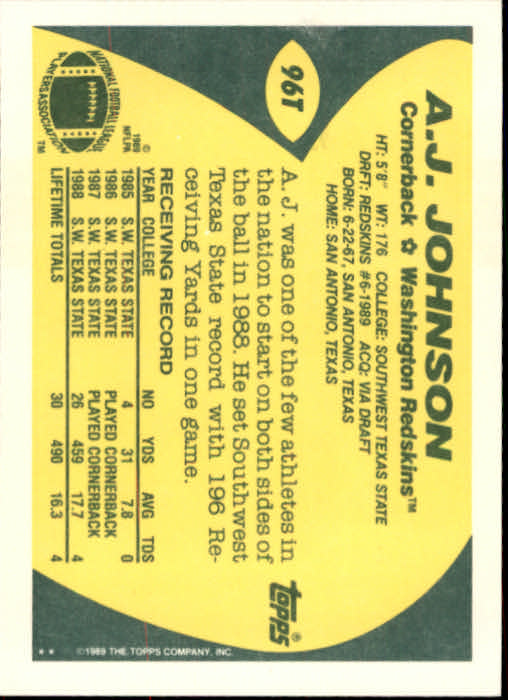 96T
A.J. JOHNSON
Cornerback ✩ Washington Redskins™
HT: 5'8" WT: 176 COLLEGE: SOUTHWEST TEXAS STATE
DRFT: REDSKINS #6-1989 ACQ: VIA DRAFT
BORN: 6-22-67, SAN ANTONIO, TEXAS
HOME: SAN ANTONIO, TEXAS
A. J. was one of the few athletes in
the nation to start on both sides of
the ball in 1988. He set Southwest
Texas State record with 196 Re-
ceiving Yards in one game.
topps®
RECEIVING RECORD
YEAR COLLEGE NO YDS AVG TDS
1985 S.W. TEXAS STATE 4 31 7.8 0
1986 S.W. TEXAS STATE PLAYED CORNERBACK
1987 S.W. TEXAS STATE PLAYED CORNERBACK
1988 S.W. TEXAS STATE 26 459 17.7 4
LIFETIME TOTALS 30 490 16.3 4
NATIONAL FOOTBALL LEAGUE
PLAYERS ASSOCIATION
TM
©
1989
NFLPA
** ©1989 THE TOPPS COMPANY, INC.